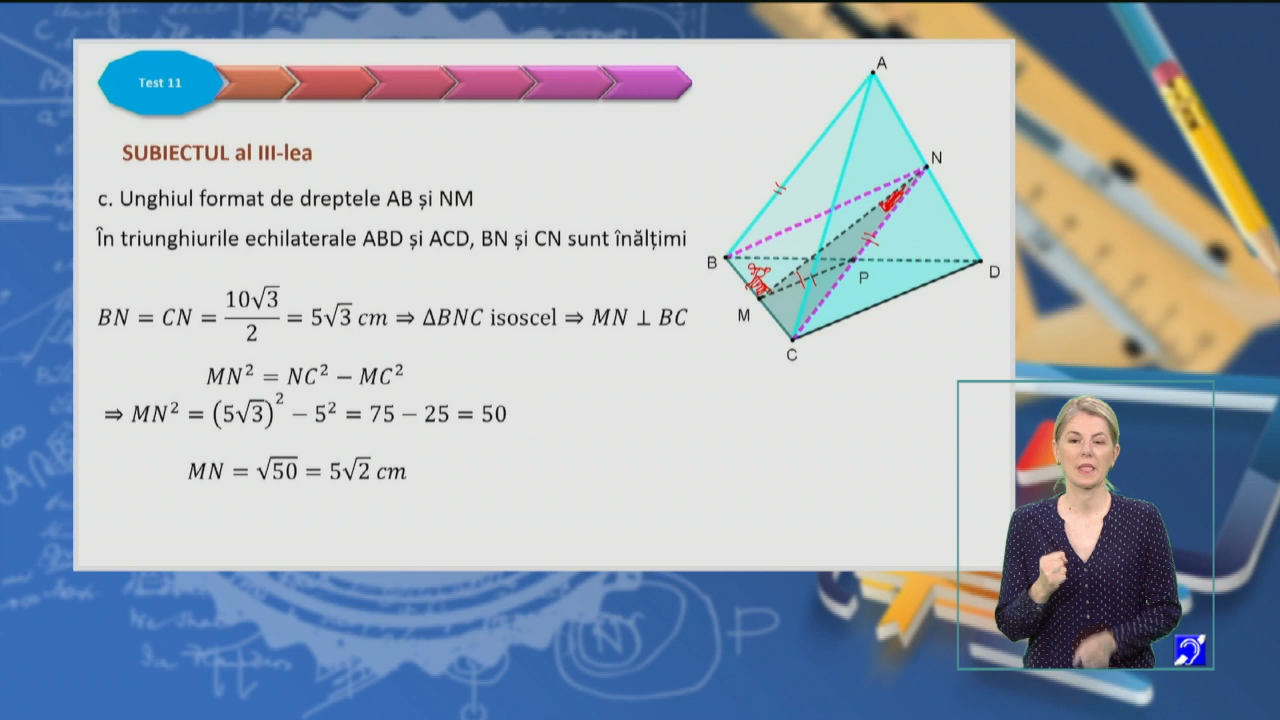 Test 11
SUBIECTUL al III-lea
c. Unghiul format de dreptele AB și NM
În triunghiurile echilaterale ABD și ACD, BN și CN sunt înălțimi
BN = CN = \frac{10√3}{2} = 5√3 cm ⇒ ΔBNC isoscel ⇒ MN ⊥ BC
MN² = NC² − MC²
⇒ MN² = (5√3)² − 5² = 75 − 25 = 50
MN = √50 = 5√2 cm
A
N
B
D
P
M
C
N
P